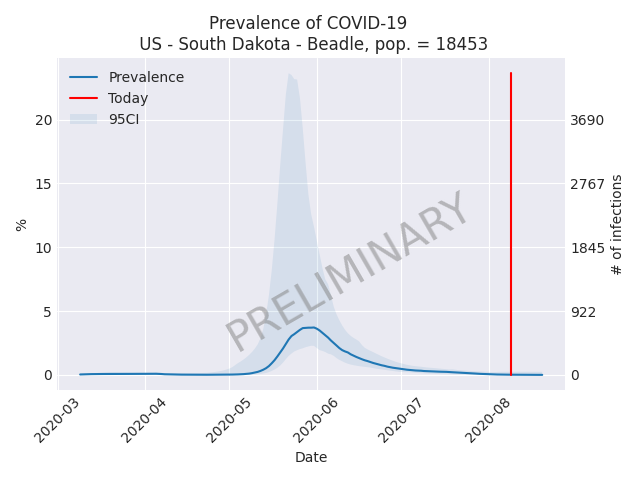 Prevalence of COVID-19
US - South Dakota - Beadle, pop. = 18453
Prevalence
Today
95CI
PRELIMINARY
%
20
15
10
5
0
3690
2767
1845
922
0
# of infections
2020-03
2020-04
2020-05
2020-06
2020-07
2020-08
Date